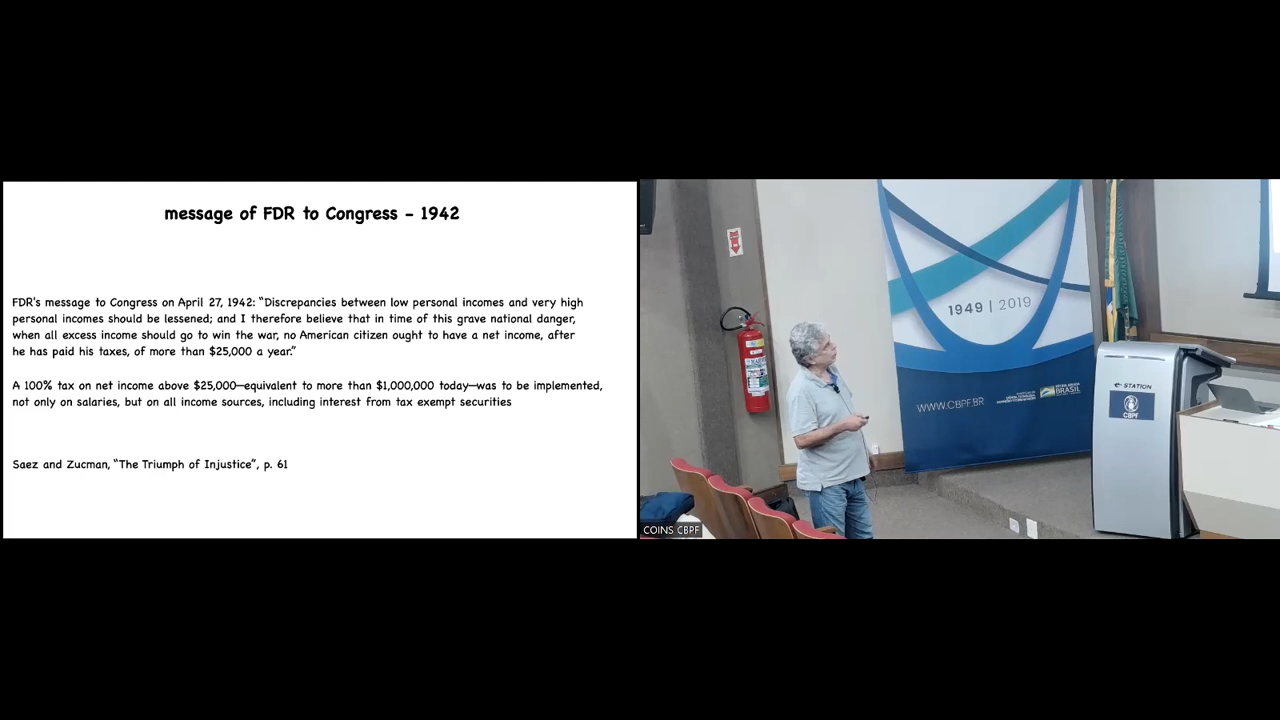 message of FDR to Congress - 1942
FDR's message to Congress on April 27, 1942: "Discrepancies between low personal incomes and very high
personal incomes should be lessened; and I therefore believe that in time of this grave national danger,
when all excess income should go to win the war, no American citizen ought to have a net income, after
he has paid his taxes, of more than $25,000 a year."
A 100% tax on net income above $25,000—equivalent to more than $1,000,000 today—was to be implemented,
not only on salaries, but on all income sources, including interest from tax exempt securities
Saez and Zucman, "The Triumph of Injustice", p. 61
1949 | 2019
WWW.CBPF.BR
BRASIL
STATION
CBPF
COINS CBPF